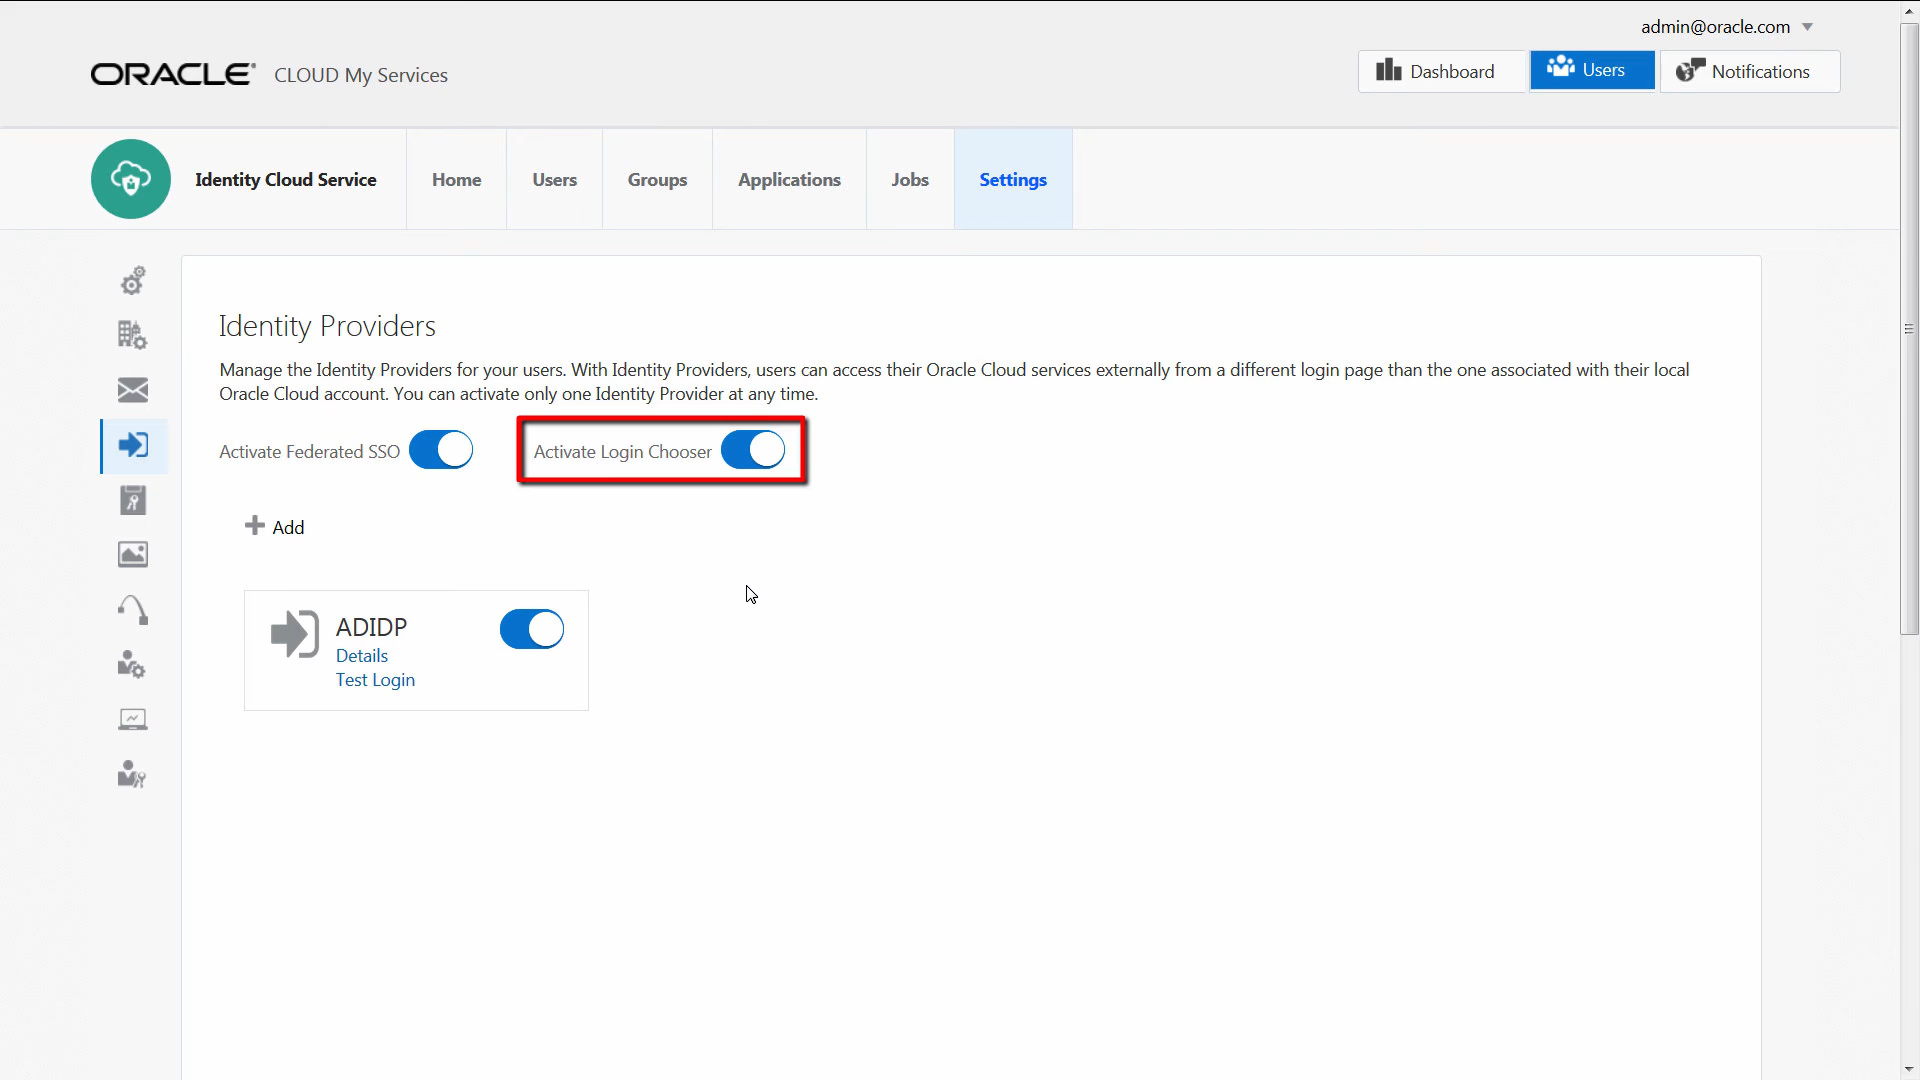 admin@oracle.com
ORACLE CLOUD My Services
Dashboard
Users
Notifications
Identity Cloud Service
Home
Users
Groups
Applications
Jobs
Settings
Identity Providers
Manage the Identity Providers for your users. With Identity Providers, users can access their Oracle Cloud services externally from a different login page than the one associated with their local
Oracle Cloud account. You can activate only one Identity Provider at any time.
Activate Federated SSO
Activate Login Chooser
Add
ADIDP
Details
Test Login